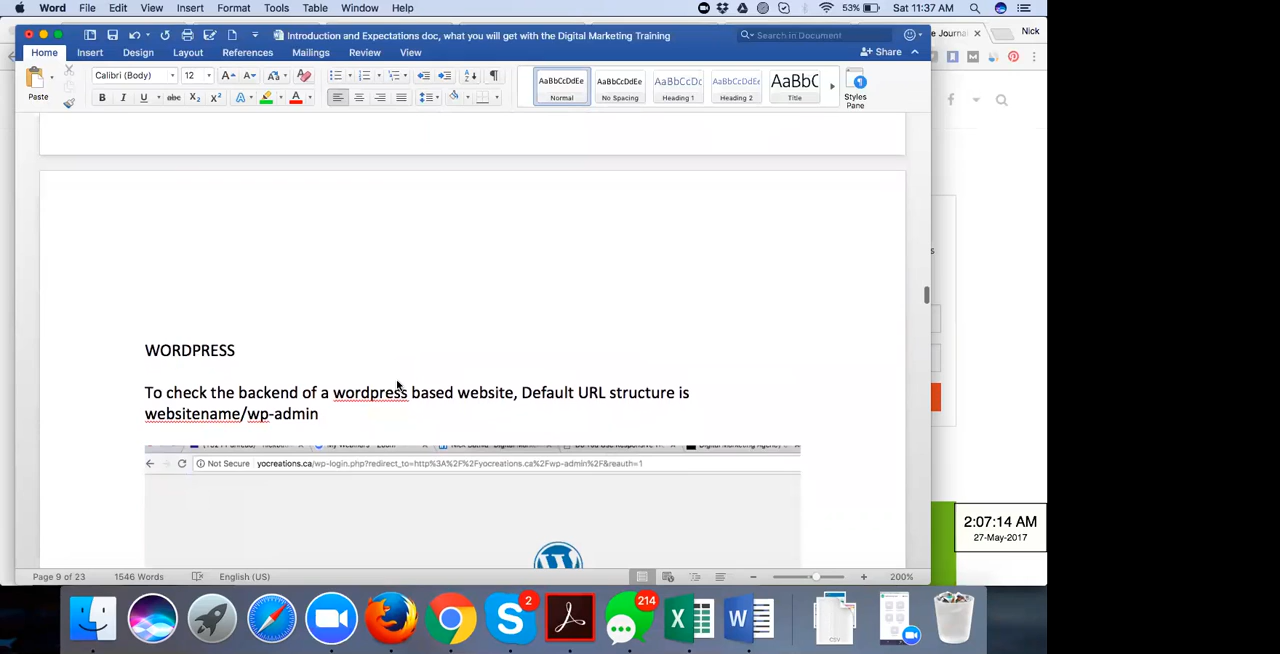 Word File Edit View Insert Format Tools Table Window Help 53% Sat 11:37 AM
Introduction and Expectations doc, what you will get with the Digital Marketing Training
Search in Document
e Journal
Nick
Home Insert Design Layout References Mailings Review View Share
Paste
Calibri (Body) 12
B I U abc X2 X2 A A
AaBbCcDdEe AaBbCcDdEe AaBbCcDc AaBbCcDdEe AaBbC
Normal No Spacing Heading 1 Heading 2 Title
Styles
Pane
WORDPRESS
To check the backend of a wordpress based website, Default URL structure is
websitename/wp-admin
Not Secure yocreations.ca/wp-login.php?redirect_to=http%3A%2F%2Fyocreations.ca%2Fwp-admin%2F&reauth=1
2:07:14 AM
27-May-2017
Page 9 of 23 1546 Words English (US) 200%
2
214
CSV